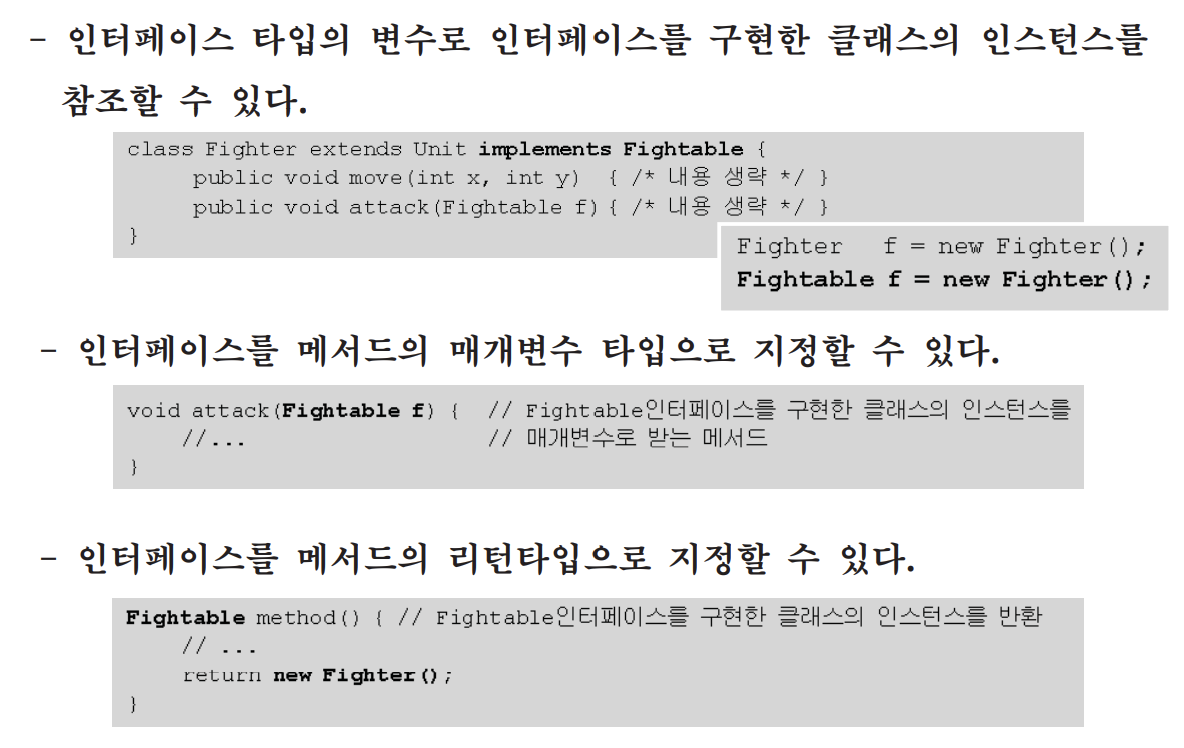 - 인터페이스 타입의 변수로 인터페이스를 구현한 클래스의 인스턴스를
참조할 수 있다.
class Fighter extends Unit implements Fightable {
public void move(int x, int y) { /* 내용 생략 */ }
public void attack(Fightable f) { /* 내용 생략 */ }
}
Fighter f = new Fighter();
Fightable f = new Fighter();
- 인터페이스를 메서드의 매개변수 타입으로 지정할 수 있다.
void attack(Fightable f) { // Fightable인터페이스를 구현한 클래스의 인스턴스를
//... // 매개변수로 받는 메서드
}
- 인터페이스를 메서드의 리턴타입으로 지정할 수 있다.
Fightable method() { // Fightable인터페이스를 구현한 클래스의 인스턴스를 반환
// ...
return new Fighter();
}